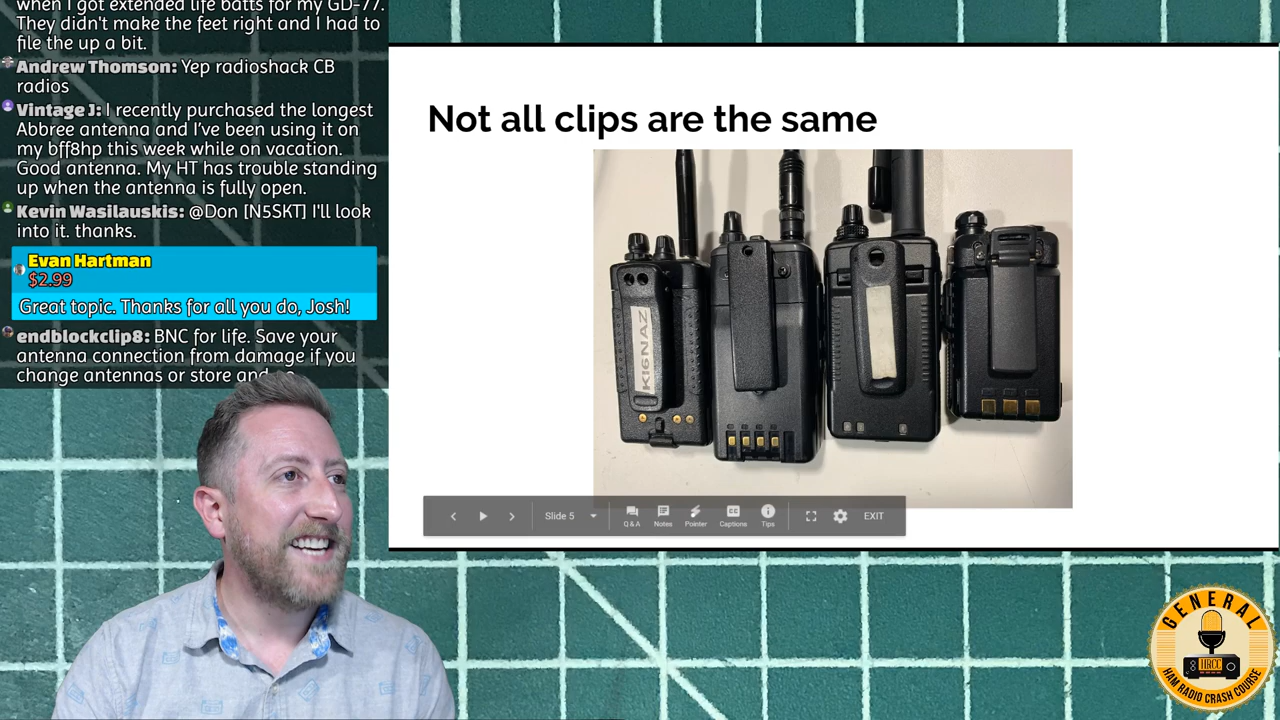 when I got extended life batts for my GD-77.
They didn't make the feet right and I had to
file the up a bit.
Andrew Thomson: Yep radioshack CB
radios
Vintage J: I recently purchased the longest
Abbree antenna and I've been using it on
my bff8hp this week while on vacation.
Good antenna. My HT has trouble standing
up when the antenna is fully open.
Kevin Wasilauskis: @Don [N5SKT] I'll look
into it. thanks.
Evan Hartman
$2.99
Great topic. Thanks for all you do, Josh!
endblockclip8: BNC for life. Save your
antenna connection from damage if you
change antennas or store and
Not all clips are the same
KI6NAZ
Slide 5
Q & A
Notes
Pointer
Captions
Tips
EXIT
GENERAL
HRCC
HAM RADIO CRASH COURSE